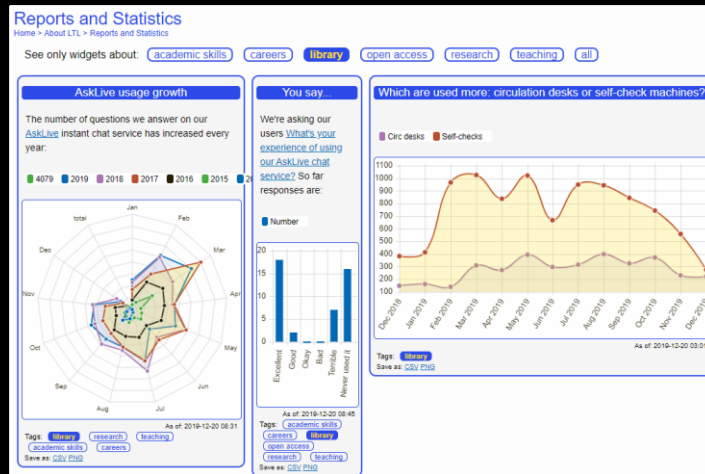 Reports and Statistics
Home > About LTL > Reports and Statistics
See only widgets about: academic skills careers library open access research teaching all
AskLive usage growth
The number of questions we answer on our
AskLive instant chat service has increased every
year:
4079 2019 2018 2017 2016 2015
Jan
Feb
Mar
Apr
May
Jun
Jul
Aug
Sep
Oct
Nov
Dec
total
As of: 2019-12-20 08:31
Tags: library research teaching
academic skills careers
Save as: CSV PNG
You say...
We're asking our
users What's your
experience of using
our AskLive chat
service? So far
responses are:
Number
20
15
10
5
0
Excellent
Good
Okay
Bad
Terrible
Never used it
As of: 2019-12-20 08:45
Tags: academic skills
careers library
open access
research teaching
Save as: CSV PNG
Which are used more: circulation desks or self-check machines?
Circ desks Self-checks
1100
1000
900
800
700
600
500
400
300
200
100
Dec 2018
Jan 2019
Feb 2019
Mar 2019
Apr 2019
May 2019
Jun 2019
Jul 2019
Aug 2019
Sep 2019
Oct 2019
Nov 2019
As of: 2019-12-20
Tags: library
Save as: CSV PNG